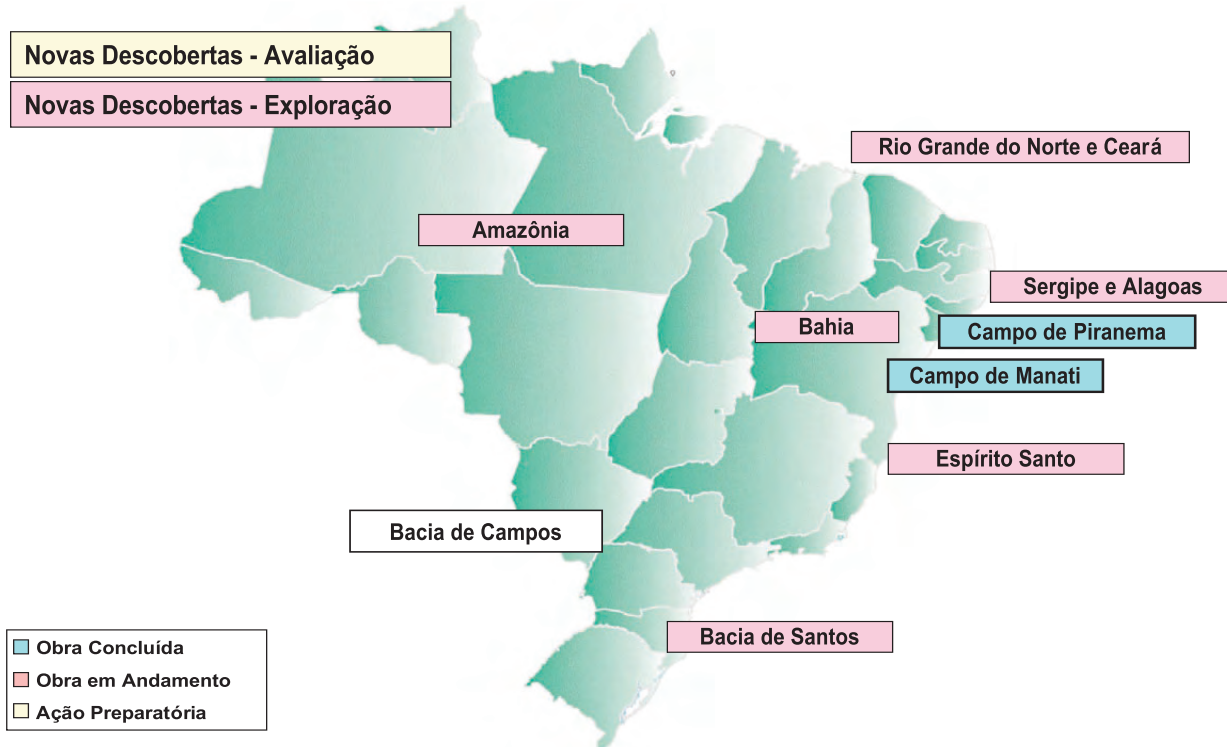 Novas Descobertas - Avaliação
Novas Descobertas - Exploração
Rio Grande do Norte e Ceará
Amazônia
Sergipe e Alagoas
Bahia
Campo de Piranema
Campo de Manati
Espírito Santo
Bacia de Campos
Bacia de Santos
Obra Concluída
Obra em Andamento
Ação Preparatória